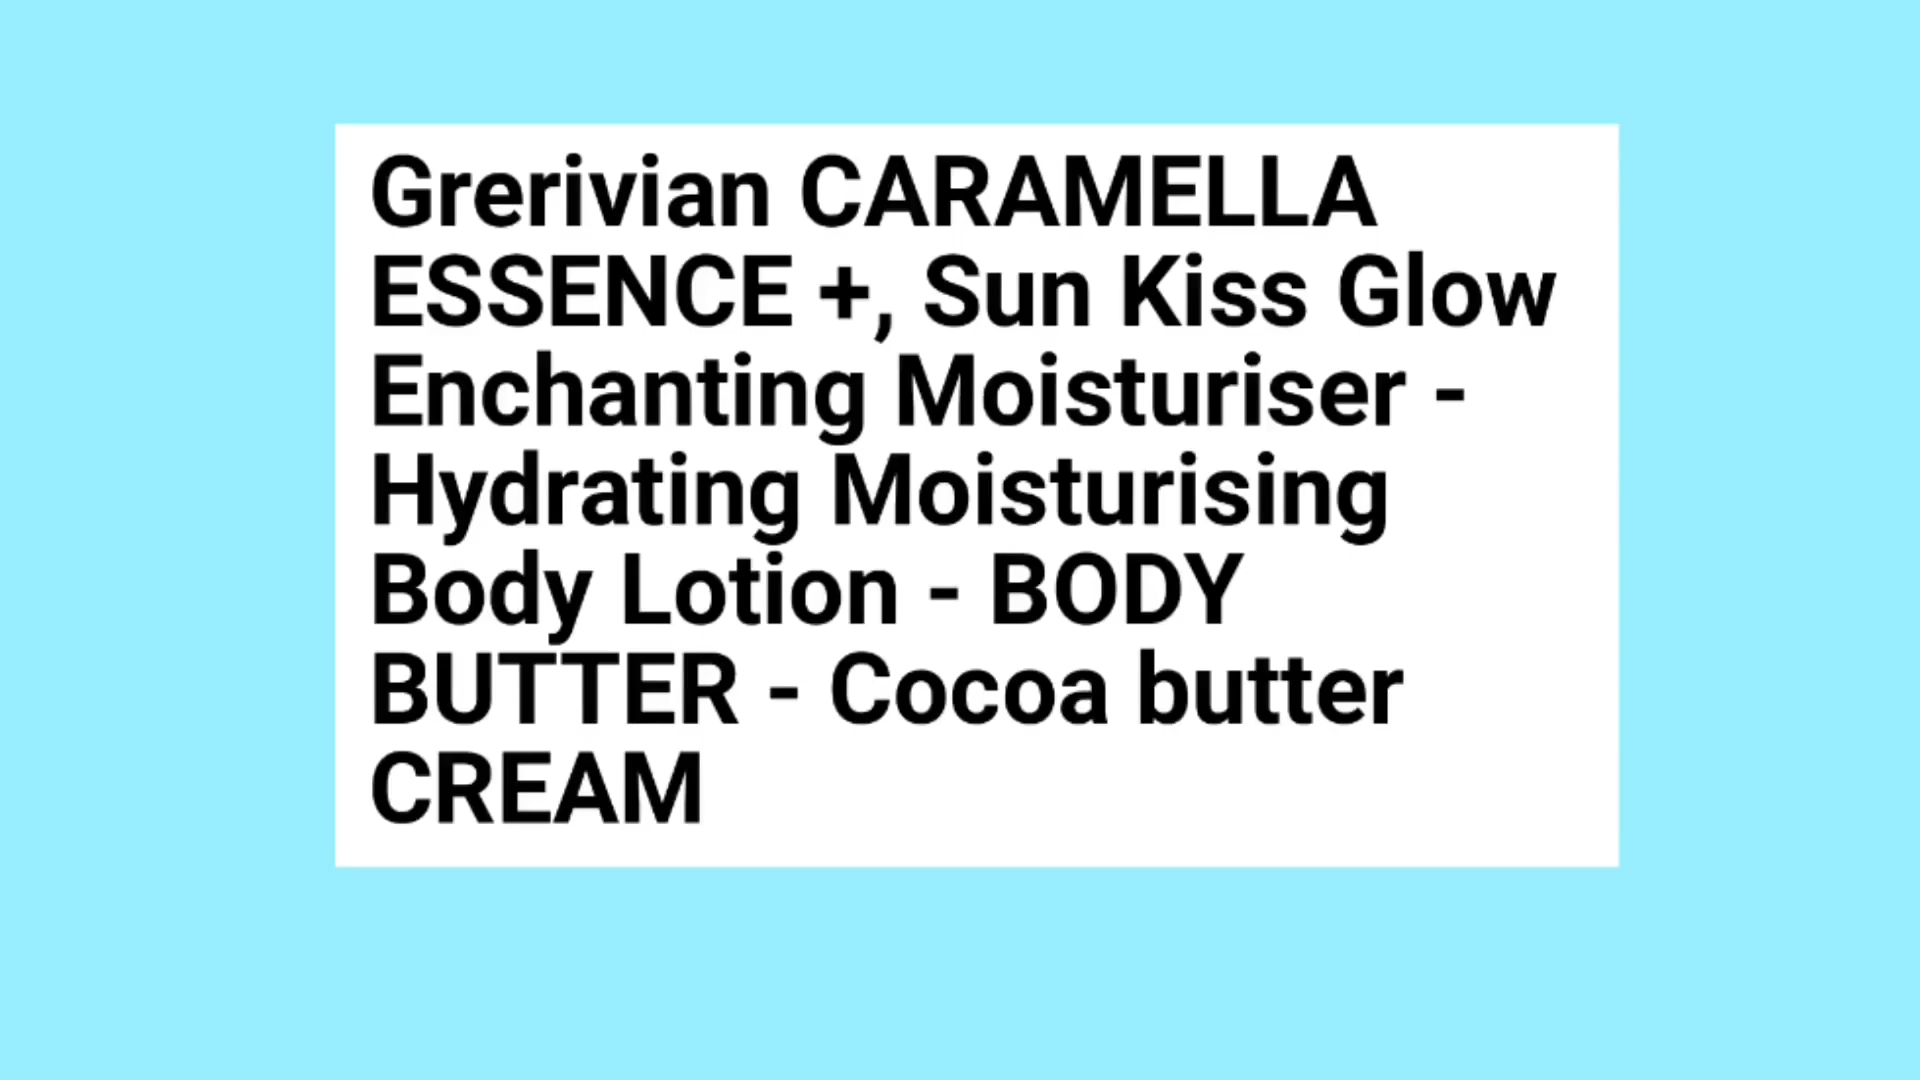 Grerivian CARAMELLA
ESSENCE +, Sun Kiss Glow
Enchanting Moisturiser -
Hydrating Moisturising
Body Lotion - BODY
BUTTER - Cocoa butter
CREAM